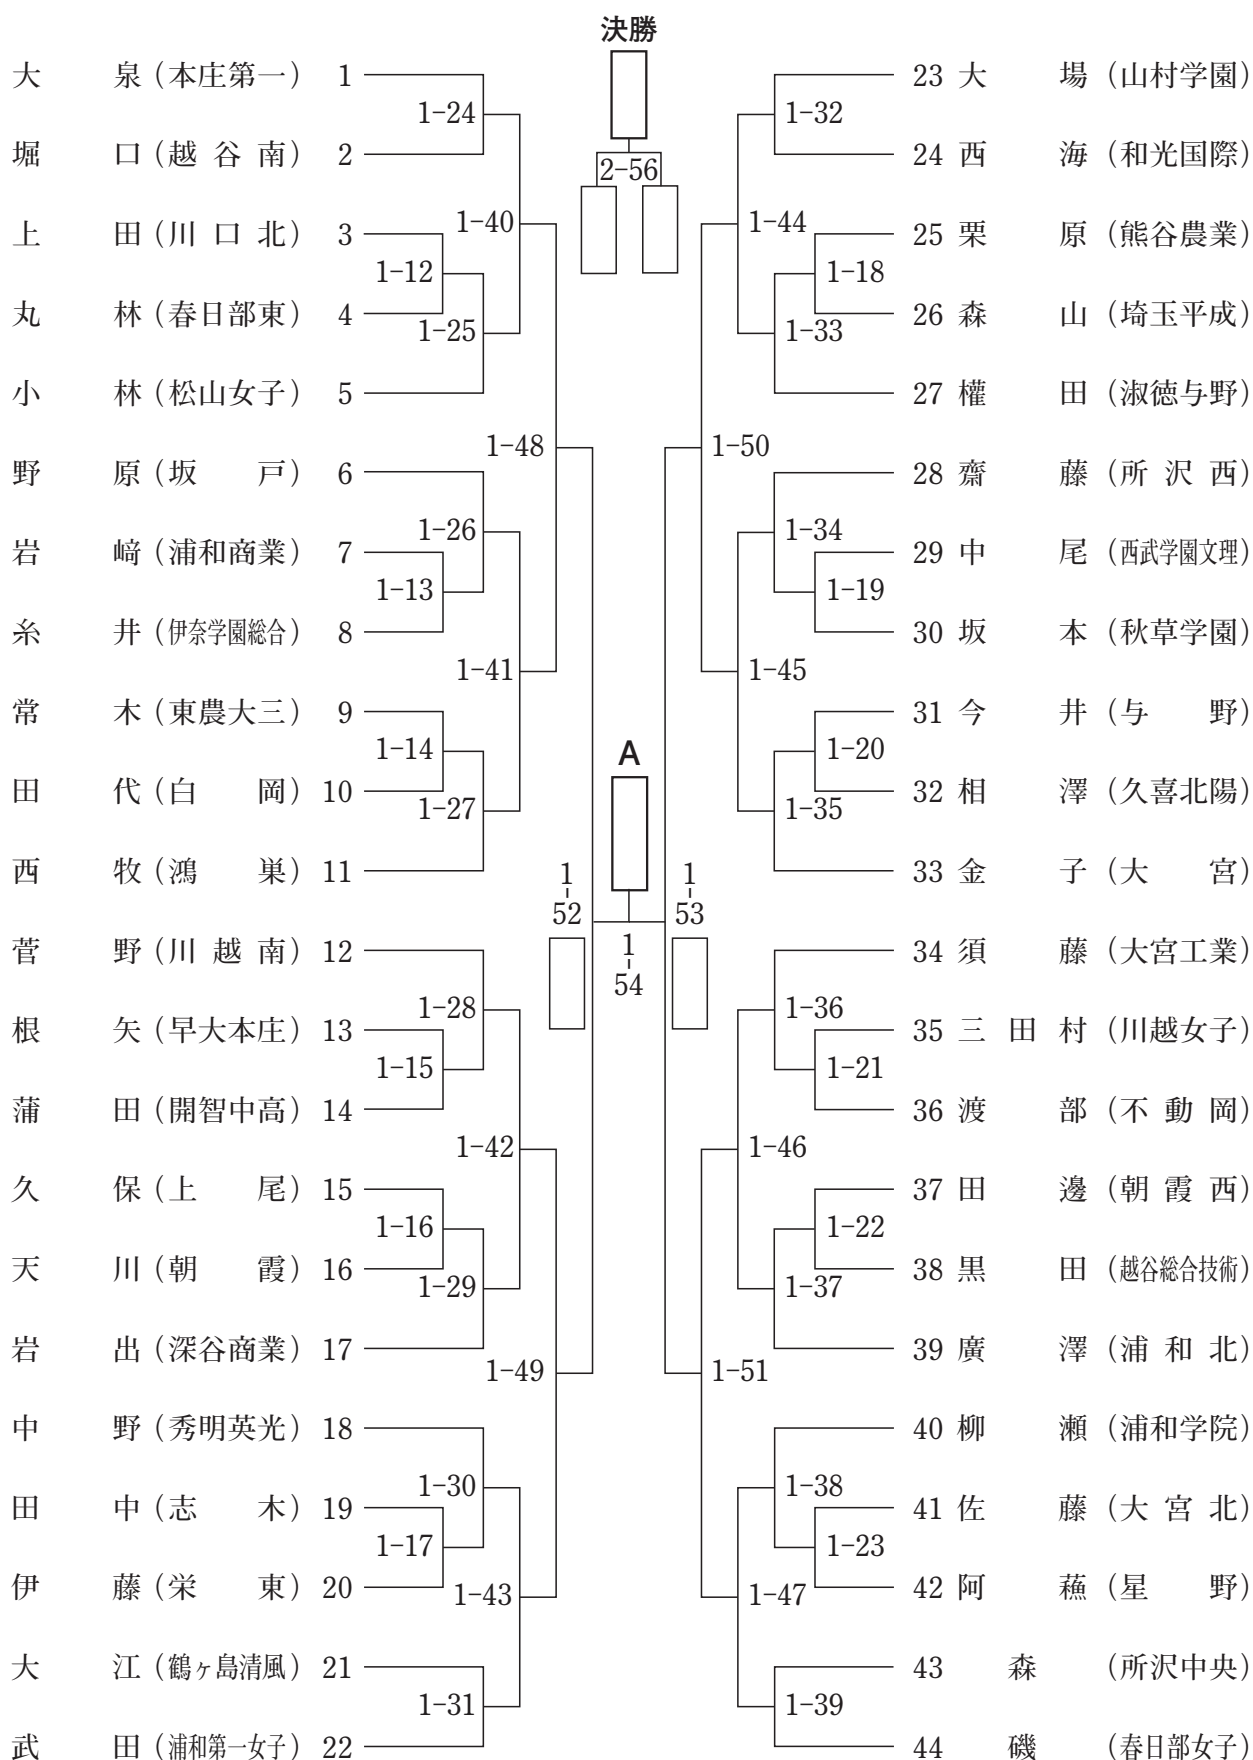 決勝
2-56
大泉（本庄第一） 1
1-24
堀口（越谷南） 2
1-40
上田（川口北） 3
1-12
丸林（春日部東） 4
1-25
小林（松山女子） 5
1-48
野原（坂戸） 6
1-26
岩﨑（浦和商業） 7
1-13
糸井（伊奈学園総合） 8
1-41
常木（東農大三） 9
1-14
田代（白岡） 10
1-27
西牧（鴻巣） 11
菅野（川越南） 12
1-28
根矢（早大本庄） 13
1-15
蒲田（開智中高） 14
1-42
久保（上尾） 15
1-16
天川（朝霞） 16
1-29
岩出（深谷商業） 17
1-49
中野（秀明英光） 18
1-30
田中（志木） 19
1-17
伊藤（栄東） 20
1-43
大江（鶴ヶ島清風） 21
1-31
武田（浦和第一女子） 22
A
1-52
1-53
1-54
23 大場（山村学園）
1-32
24 西海（和光国際）
1-44
25 栗原（熊谷農業）
1-18
26 森山（埼玉平成）
1-33
27 權田（淑徳与野）
1-50
28 齋藤（所沢西）
1-34
29 中尾（西武学園文理）
1-19
30 坂本（秋草学園）
1-45
31 今井（与野）
1-20
32 相澤（久喜北陽）
1-35
33 金子（大宮）
34 須藤（大宮工業）
1-36
35 三田村（川越女子）
1-21
36 渡部（不動岡）
1-46
37 田邊（朝霞西）
1-22
38 黒田（越谷総合技術）
1-37
39 廣澤（浦和北）
1-51
40 柳瀬（浦和学院）
1-38
41 佐藤（大宮北）
1-23
42 阿蘓（星野）
1-47
43 森（所沢中央）
1-39
44 磯（春日部女子）